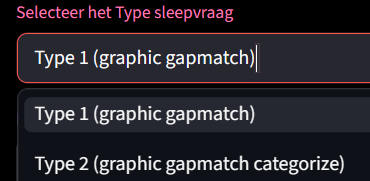 Selecteer het Type sleepvraag
Type 1 (graphic gapmatch)
Type 1 (graphic gapmatch)
Type 2 (graphic gapmatch categorize)